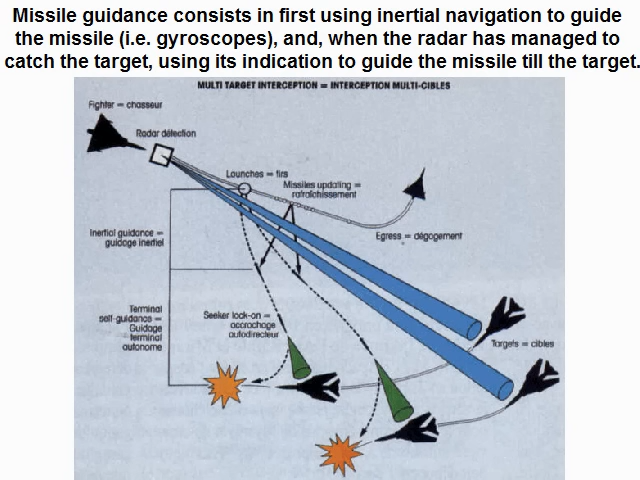 Missile guidance consists in first using inertial navigation to guide
the missile (i.e. gyroscopes), and, when the radar has managed to
catch the target, using its indication to guide the missile till the target.
MULTI TARGET INTERCEPTION = INTERCEPTION MULTI-CIBLES
Fighter = chasseur
Radar détection
Lounches = firs
Missiles updating =
rafraîchissement
Inertial guidance =
guidage inertiel
Egress = dégagement
Terminal
self-guidance =
Guidage
terminal
autonome
Seeker lock-on =
accrochage
autodirecteur
Targets = cibles